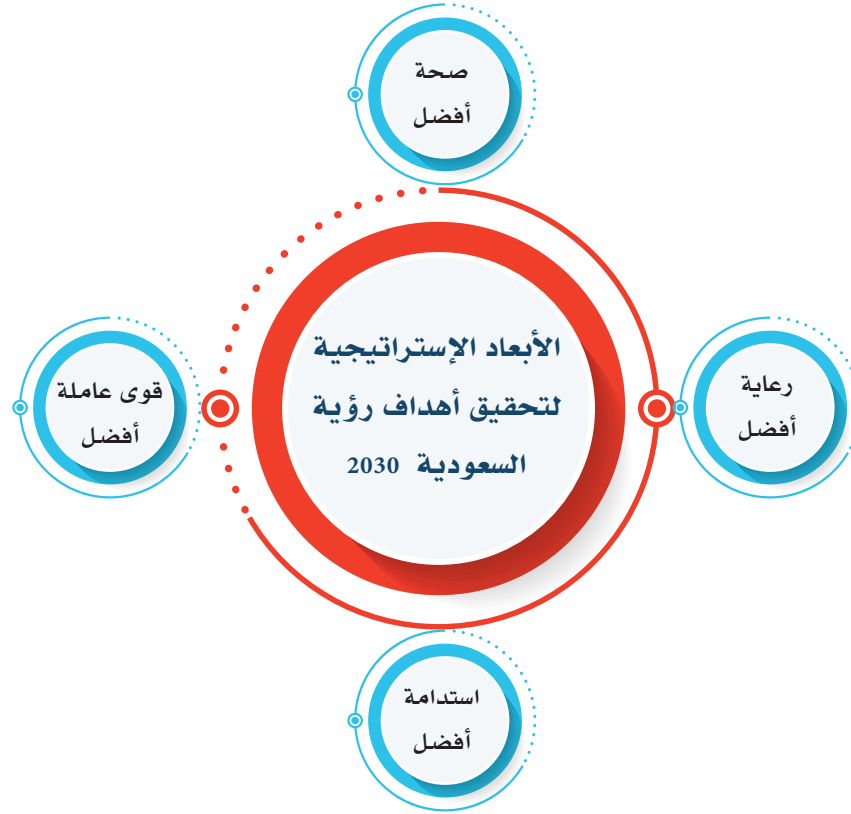 صحة
أفضل
الأبعاد الإستراتيجية
لتحقيق أهداف رؤية
السعودية 2030
رعاية
أفضل
قوى عاملة
أفضل
استدامة
أفضل